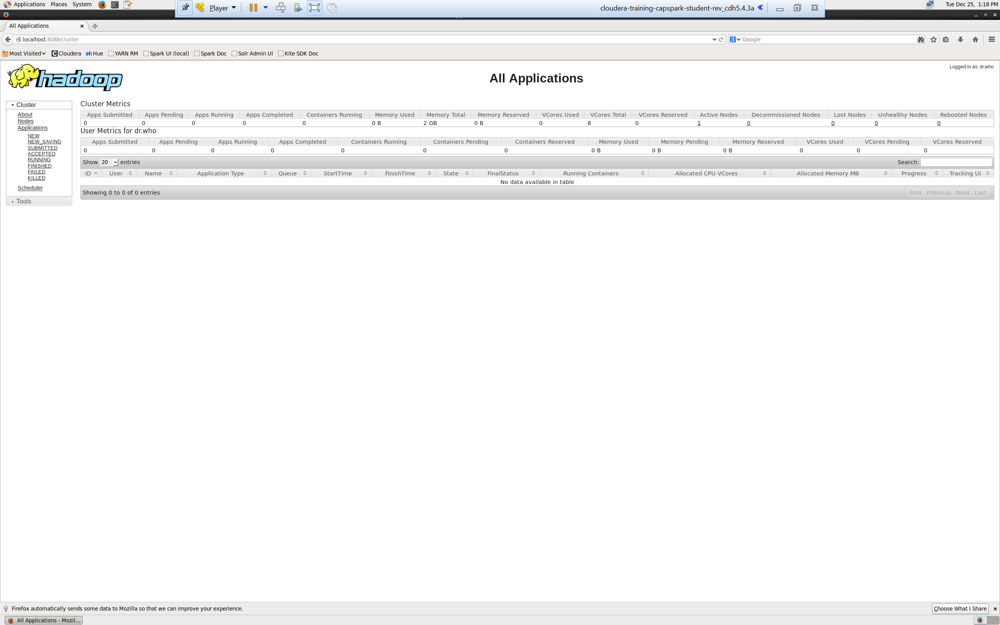 Applications Places System
Player
cloudera-training-capspark-student-rev_cdh5.4.3a
Tue Dec 25, 1:18 PM
All Applications
localhost:8088/cluster
Google
Most Visited Cloudera Hue YARN RM Spark UI (local) Spark Doc Solr Admin UI Kite SDK Doc
hadoop
All Applications
Logged in as: dr.who
Cluster
About
Nodes
Applications
NEW
NEW_SAVING
SUBMITTED
ACCEPTED
RUNNING
FINISHED
FAILED
KILLED
Scheduler
Tools
Cluster Metrics
Apps Submitted Apps Pending Apps Running Apps Completed Containers Running Memory Used Memory Total Memory Reserved VCores Used VCores Total VCores Reserved Active Nodes Decommissioned Nodes Lost Nodes Unhealthy Nodes Rebooted Nodes
0 0 0 0 0 0 B 2 GB 0 B 0 8 0 1 0 0 0 0
User Metrics for dr.who
Apps Submitted Apps Pending Apps Running Apps Completed Containers Running Containers Pending Containers Reserved Memory Used Memory Pending Memory Reserved VCores Used VCores Pending VCores Reserved
0 0 0 0 0 0 0 0 B 0 B 0 B 0 0 0
Show 20 entries
Search:
ID User Name Application Type Queue StartTime FinishTime State FinalStatus Running Containers Allocated CPU VCores Allocated Memory MB Progress Tracking UI
No data available in table
Showing 0 to 0 of 0 entries
First Previous Next Last
Firefox automatically sends some data to Mozilla so that we can improve your experience.
Choose What I Share
All Applications - Mozil...